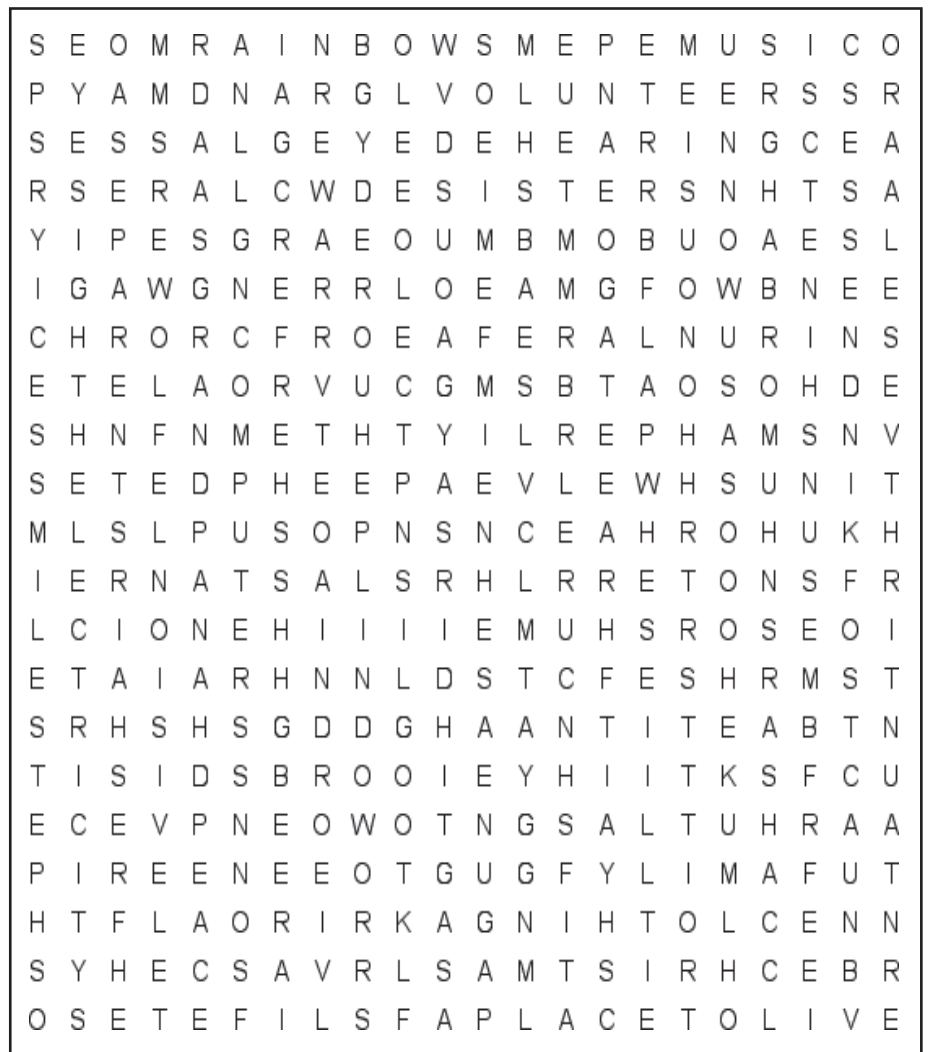 S E O M R A I N B O W S M E P E M U S I C O
P Y A M D N A R G L V O L U N T E E R S S R
S E S S A L G E Y E D E H E A R I N G C E A
R S E R A L C W D E S I S T E R S N H T S A
Y I P E S G R A E O U M B M O B U O A E S L
I G A W G N E R R L O E A M G F O W B N E E
C H R O R C F R O E A F E R A L N U R I N S
E T E L A O R V U C G M S B T A O S O H D E
S H N F N M E T H T Y I L R E P H A M S N V
S E T E D P H E E P A E V L E W H S U N I T
M L S L P U S O P N S N C E A H R O H U K H
I E R N A T S A L S R H L R R E T O N S F R
L C I O N E H I I I I E M U H S R O S E O I
E T A I A R H N N L D S T C F E S H R M S T
S R H S H S G D D G H A A N T I T E A B T N
T I S I D S B R O O I E Y H I I T K S F C U
E C E V P N E O W O T N G S A L T U H R A A
P I R E E N E E O T G U G F Y L I M A F U T
H T F L A O R I R K A G N I H T O L C E N N
S Y H E C S A V R L S A M T S I R H C E B R
O S E T E F I L S F A P L A C E T O L I V E